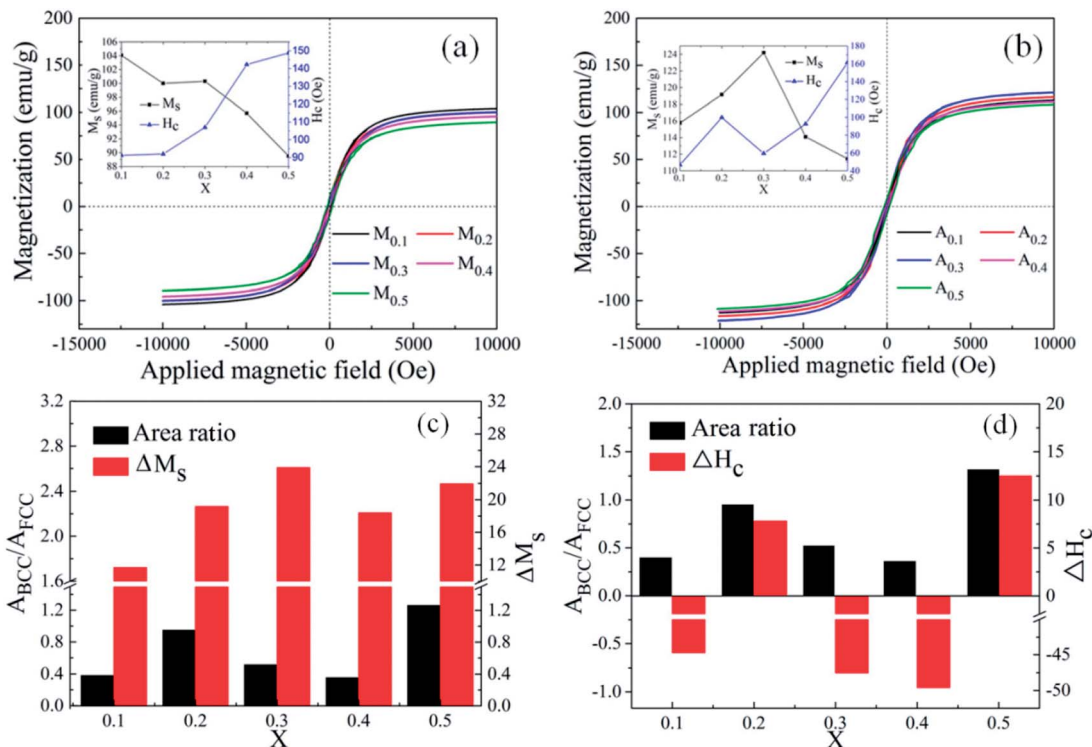 (a)
Magnetization (emu/g)
200
150
100
50
0
-50
-100
-15000 -10000 -5000 0 5000 10000
Applied magnetic field (Oe)
M0.1 M0.2
M0.3 M0.4
M0.5
Ms (emu/g)
104
102
100
98
96
94
92
90
88
0.1 0.2 0.3 0.4 0.5
X
Ms
Hc
150
140
130
120
110
100
90
Hc (Oe)
(b)
Magnetization (emu/g)
200
150
100
50
0
-50
-100
-15000 -10000 -5000 0 5000 10000
Applied magnetic field (Oe)
A0.1 A0.2
A0.3 A0.4
A0.5
Ms (emu/g)
124
122
120
118
116
114
112
110
0.1 0.2 0.3 0.4 0.5
X
Ms
Hc
180
160
140
120
100
80
60
40
Hc (Oe)
(c)
Area ratio
ΔMs
ABCC/AFCC
3.2
2.8
2.4
2.0
1.6
1.2
0.8
0.4
0.0
0.1 0.2 0.3 0.4 0.5
X
32
28
24
20
16
12
1.2
1.0
0.8
0.6
0.4
0.2
0.0
ΔMs
(d)
Area ratio
△Hc
ABCC/AFCC
2.0
1.5
1.0
0.5
0.0
-0.5
-1.0
0.1 0.2 0.3 0.4 0.5
X
20
15
10
5
0
-45
-50
△Hc